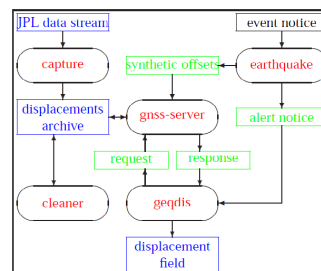 JPL data stream
event notice
capture
synthetic offsets
earthquake
displacements
archive
gnss-server
alert notice
request
response
cleaner
geqdis
displacement
field